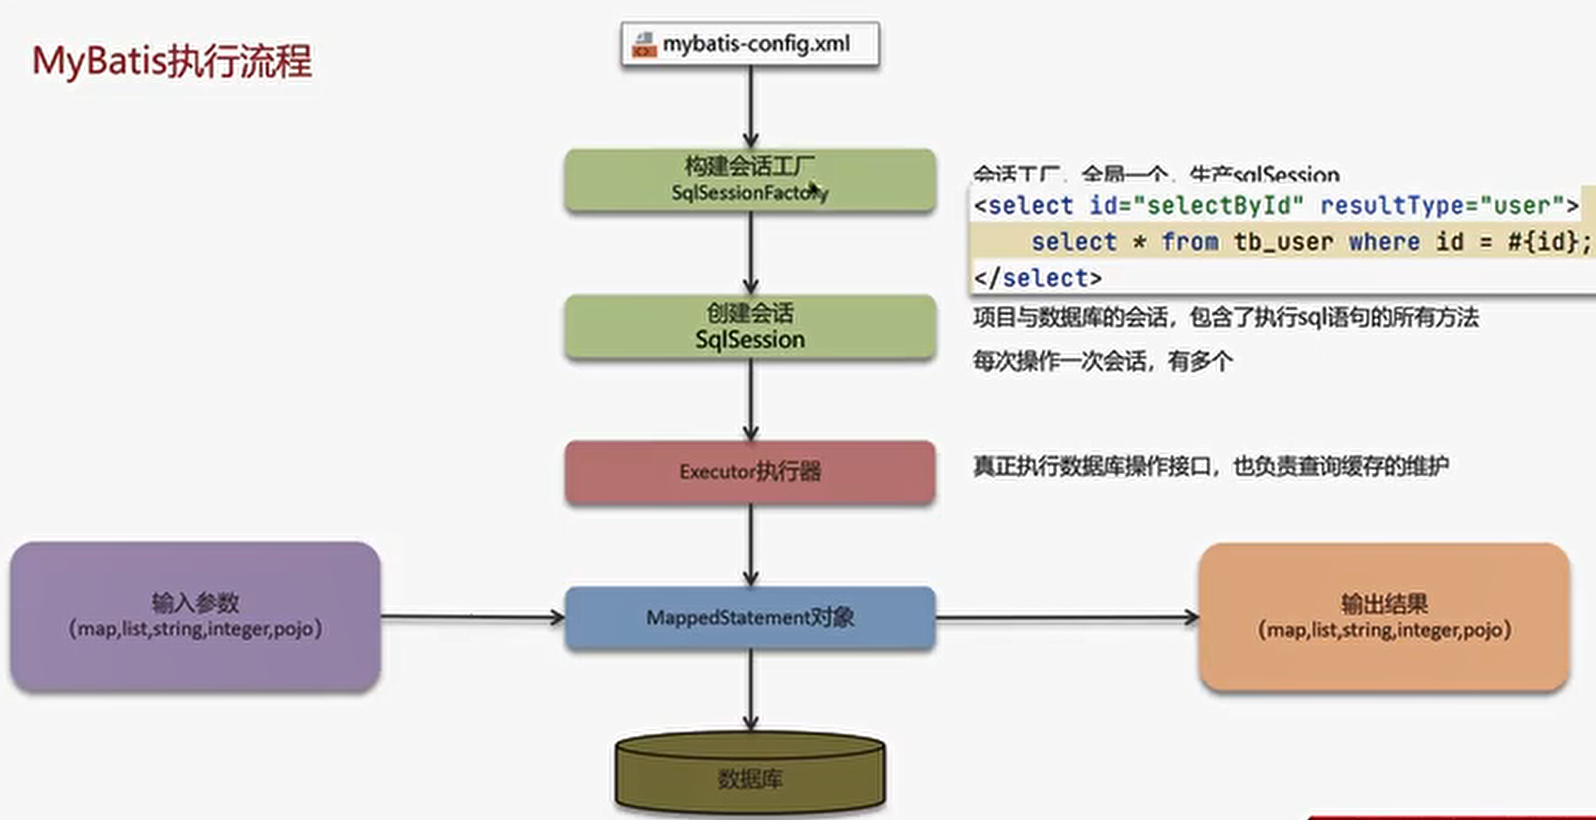 MyBatis执行流程
mybatis-config.xml
构建会话工厂
SqlSessionFactory
会话工厂，全局一个，生产sqlSession
<select id="selectById" resultType="user">
select * from tb_user where id = #{id};
</select>
创建会话
SqlSession
项目与数据库的会话，包含了执行sql语句的所有方法
每次操作一次会话，有多个
Executor执行器
真正执行数据库操作接口，也负责查询缓存的维护
输入参数
（map,list,string,integer,pojo）
MappedStatement对象
输出结果
（map,list,string,integer,pojo）
数据库